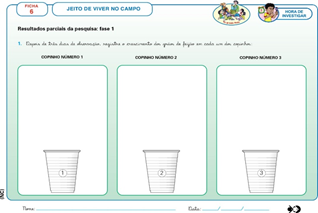 FICHA
6
JEITO DE VIVER NO CAMPO
HORA DE
INVESTIGAR
Resultados parciais da pesquisa: fase 1
1. Depois de três dias de observação, registre o crescimento dos grãos de feijão em cada um dos copinhos.
COPINHO NÚMERO 1
COPINHO NÚMERO 2
COPINHO NÚMERO 3
1
2
3
Nome:
Data: / /